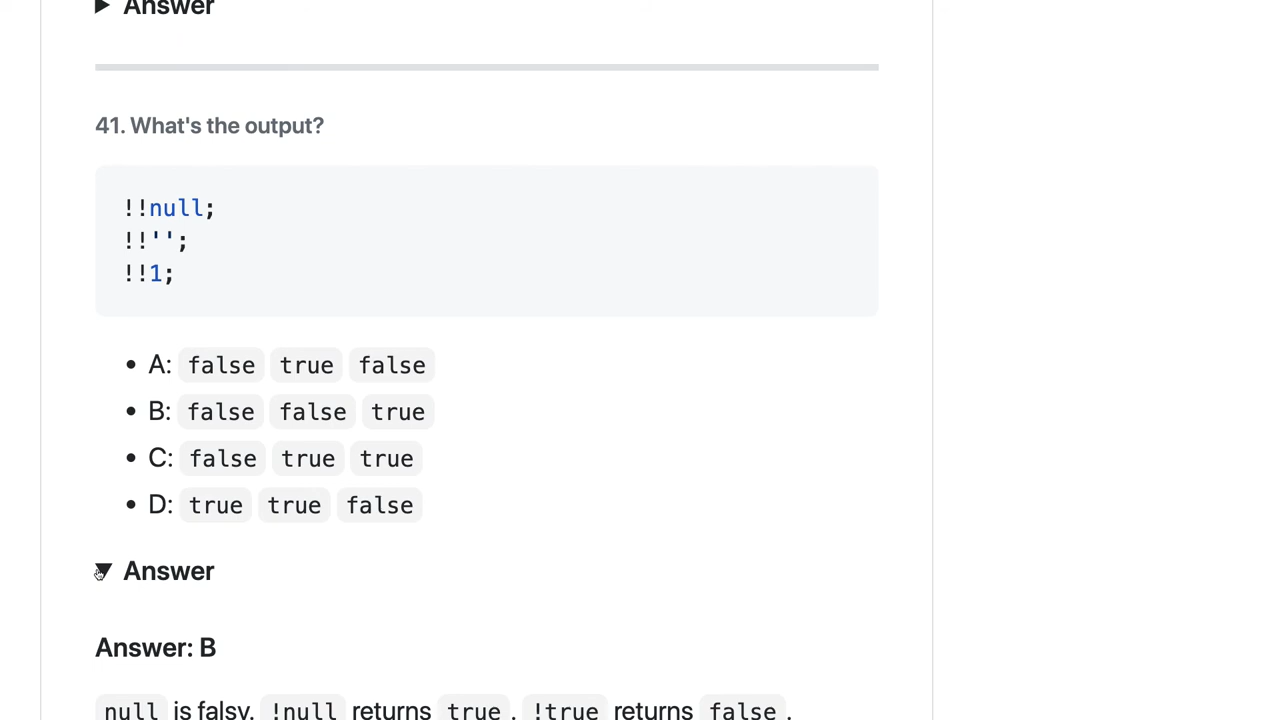 Answer
41. What's the output?
!!null;
!!'';
!!1;
A: false true false
B: false false true
C: false true true
D: true true false
Answer
Answer: B
null is falsy. !null returns true. !true returns false.